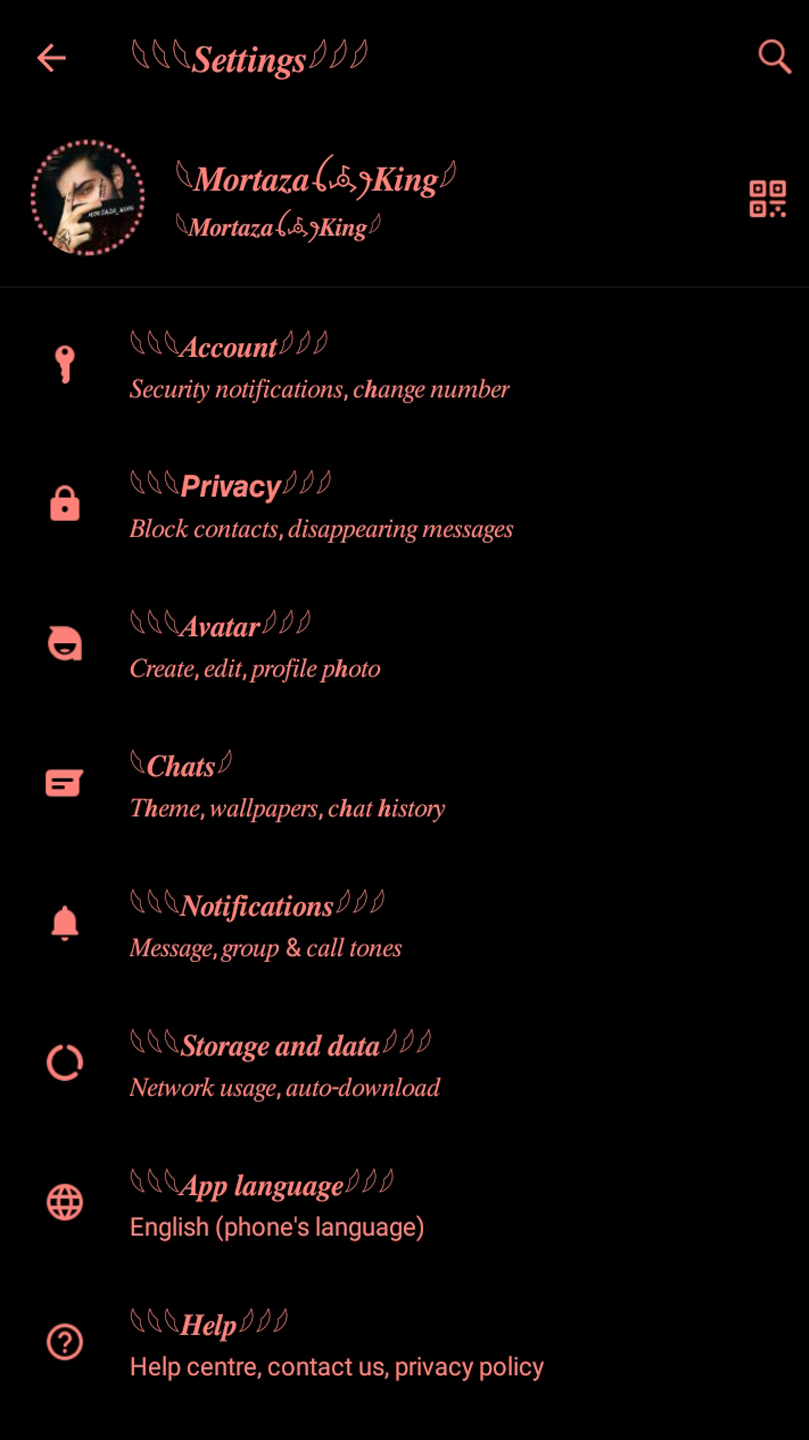 Settings
Mortaza King
Mortaza King
MORTAZA_KING
Account
Security notifications, change number
Privacy
Block contacts, disappearing messages
Avatar
Create, edit, profile photo
Chats
Theme, wallpapers, chat history
Notifications
Message, group & call tones
Storage and data
Network usage, auto-download
App language
English (phone's language)
Help
Help centre, contact us, privacy policy